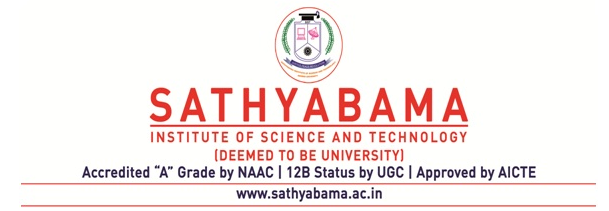 SATHYABAMA
INSTITUTE OF SCIENCE AND TECHNOLOGY
(DEEMED TO BE UNIVERSITY)
Accredited “A” Grade by NAAC | 12B Status by UGC | Approved by AICTE
www.sathyabama.ac.in